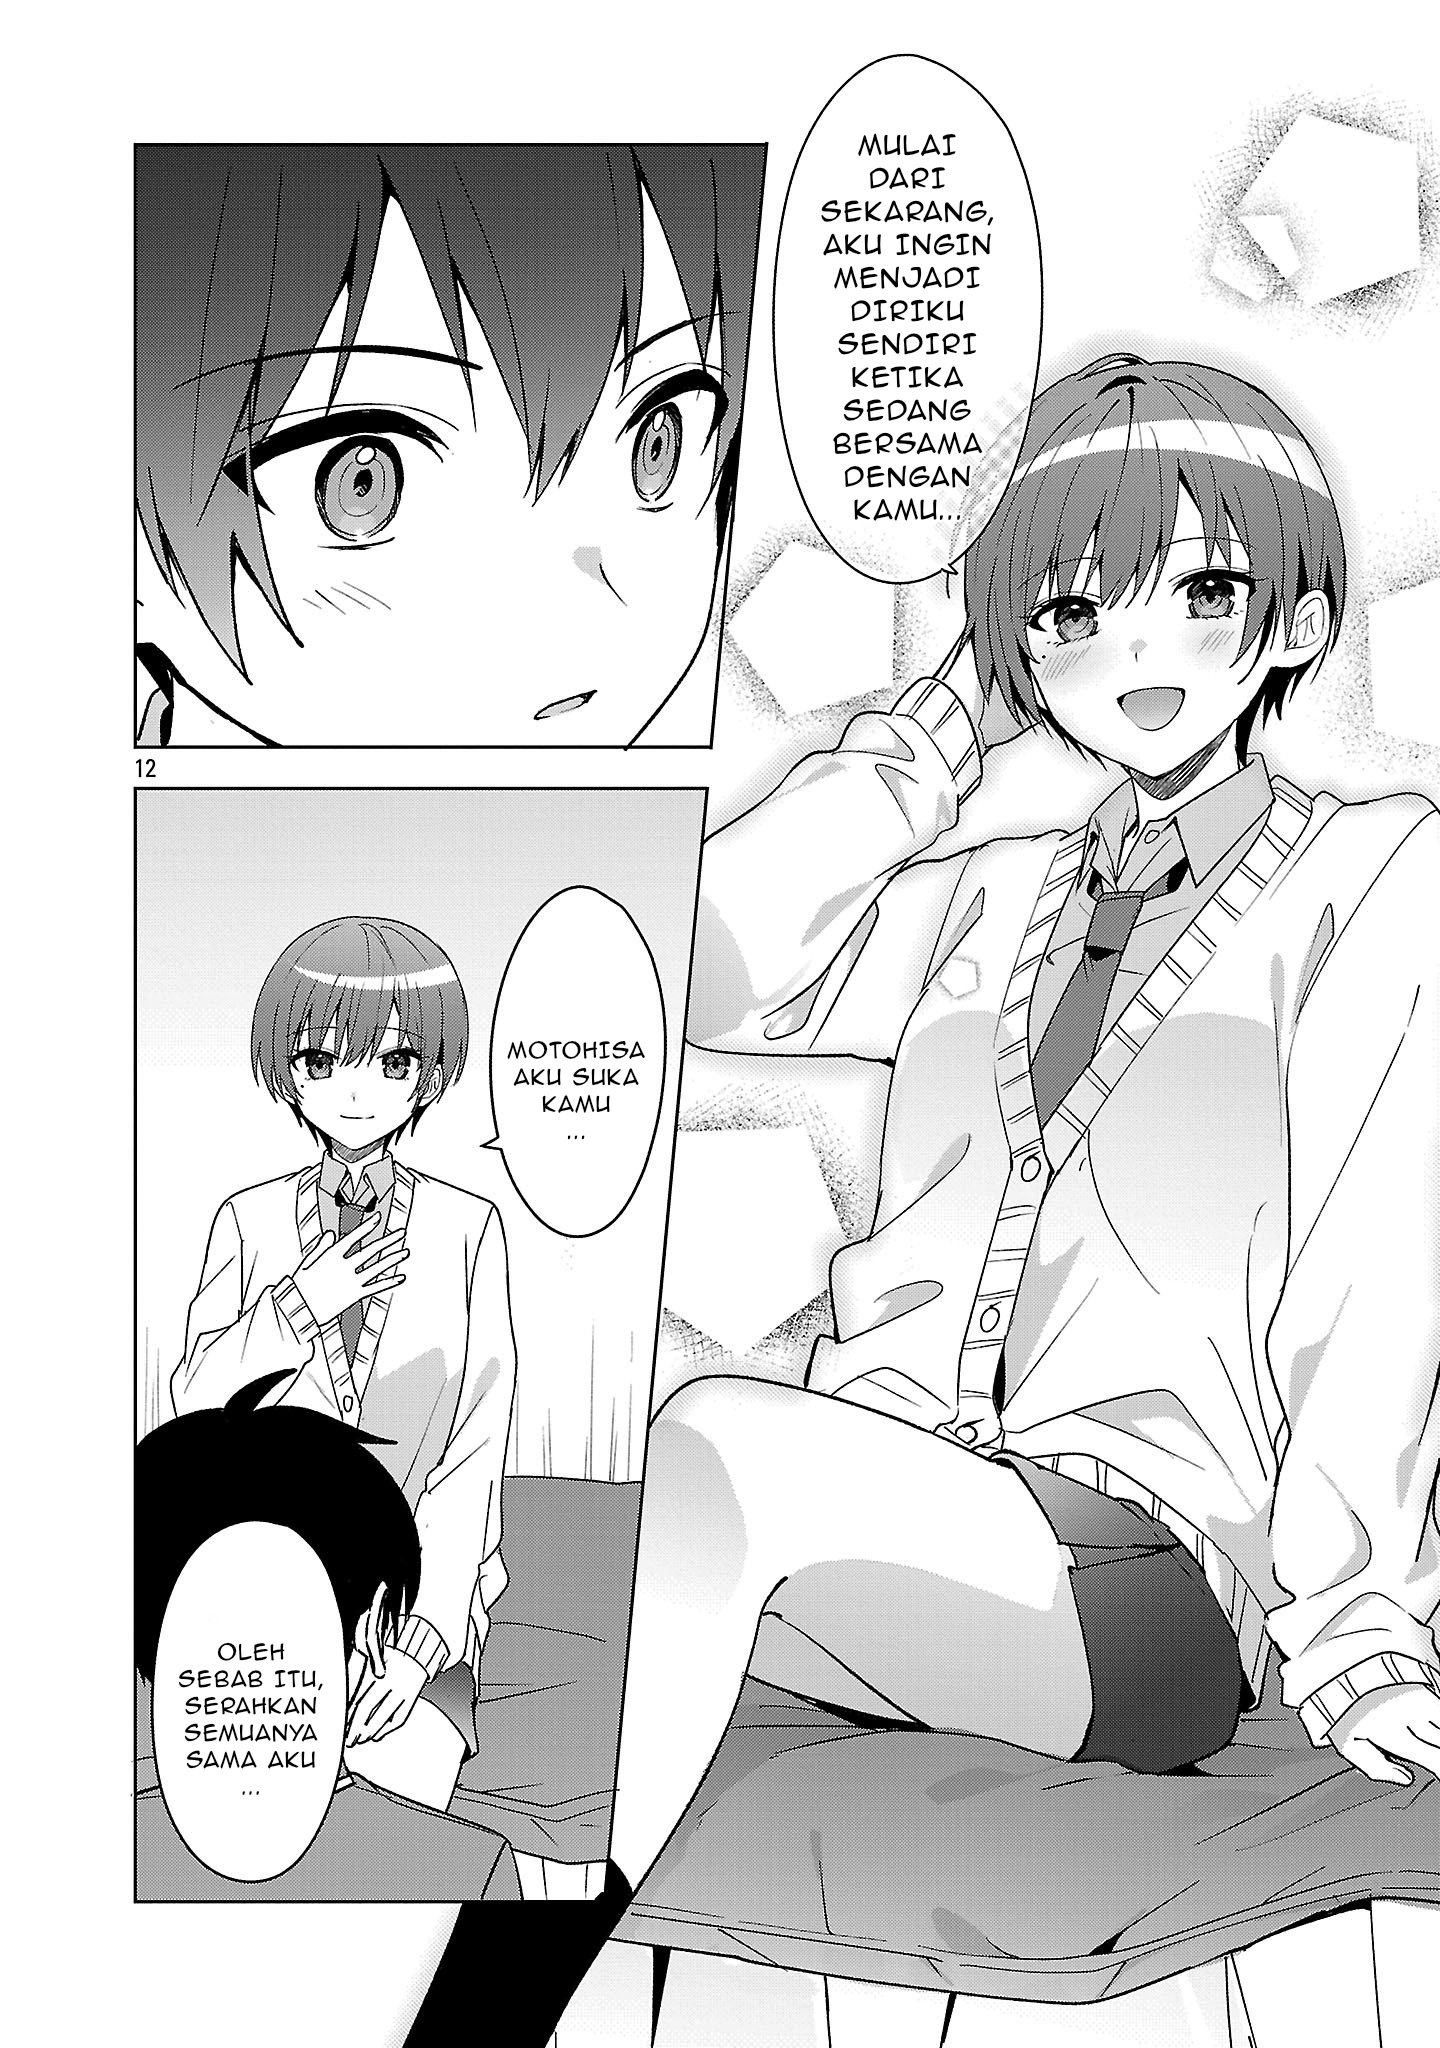 MULAI
DARI
SEKARANG,
AKU INGIN
MENJADI
DIRIKU
SENDIRI
KETIKA
SEDANG
BERSAMA
DENGAN
KAMU...
12
MOTOHISA
AKU SUKA
KAMU
...
OLEH
SEBAB ITU,
SERAHKAN
SEMUANYA
SAMA AKU
...